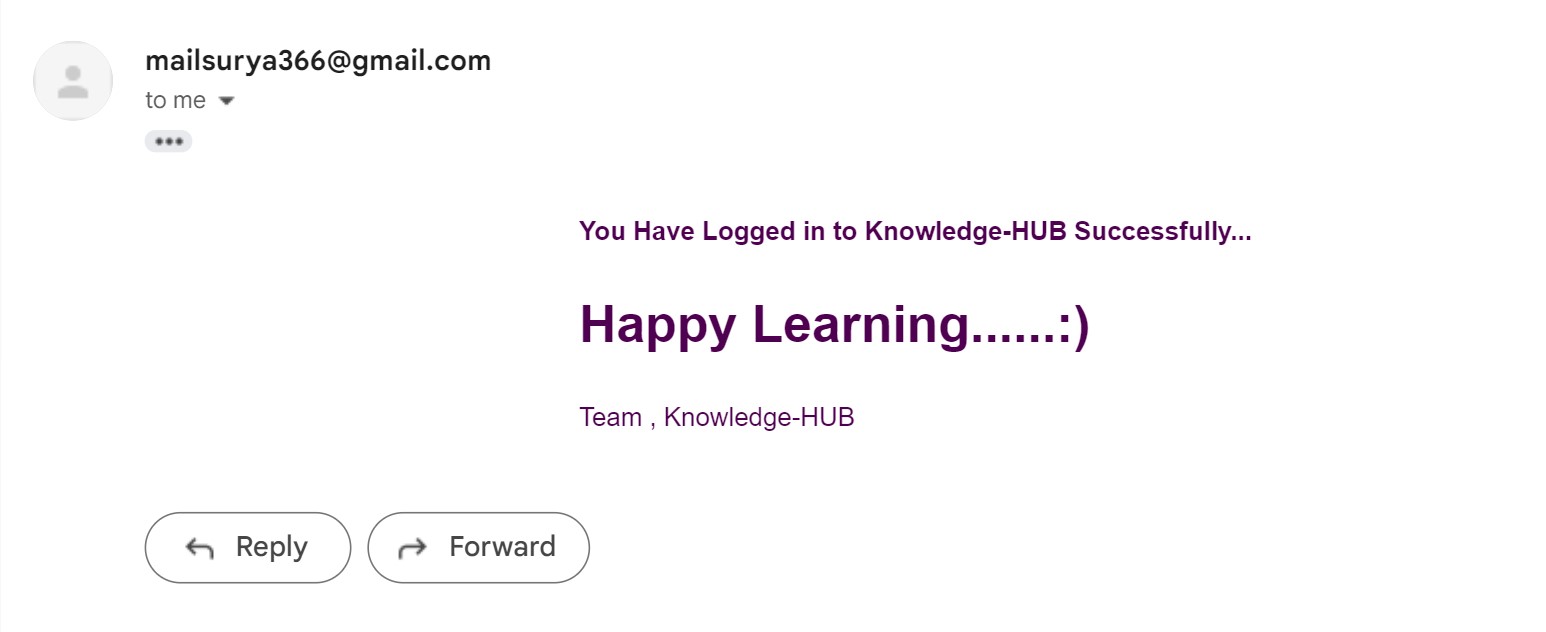 mailsurya366@gmail.com
to me
You Have Logged in to Knowledge-HUB Successfully...
Happy Learning......:)
Team , Knowledge-HUB
Reply
Forward